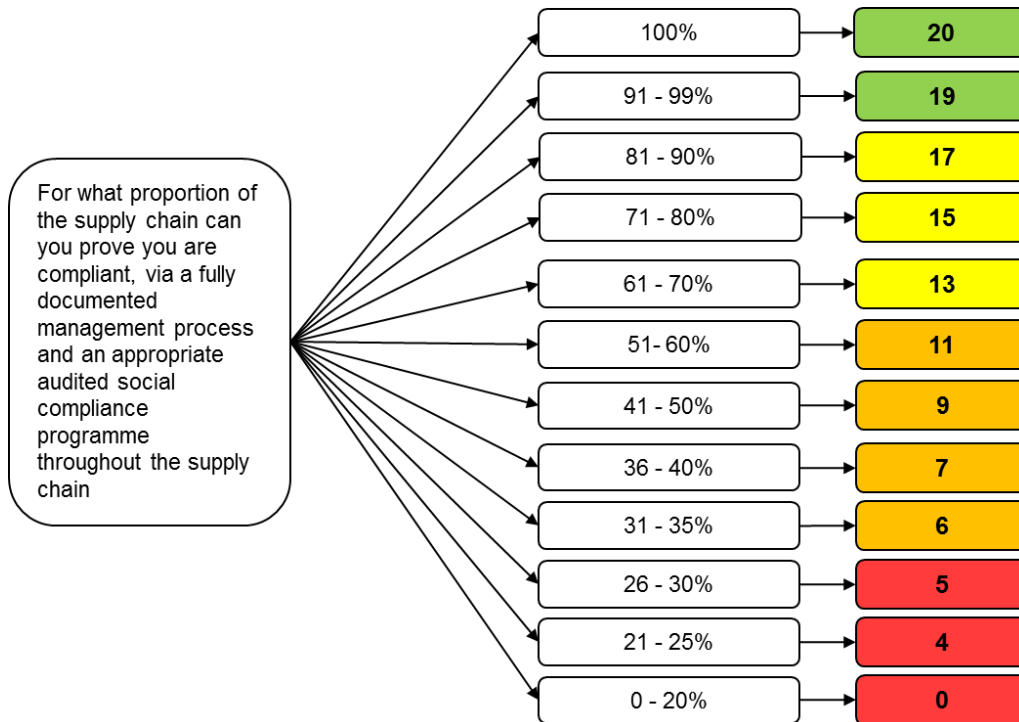 For what proportion of
the supply chain can
you prove you are
compliant, via a fully
documented
management process
and an appropriate
audited social
compliance
programme
throughout the supply
chain
100%
20
91 - 99%
19
81 - 90%
17
71 - 80%
15
61 - 70%
13
51- 60%
11
41 - 50%
9
36 - 40%
7
31 - 35%
6
26 - 30%
5
21 - 25%
4
0 - 20%
0